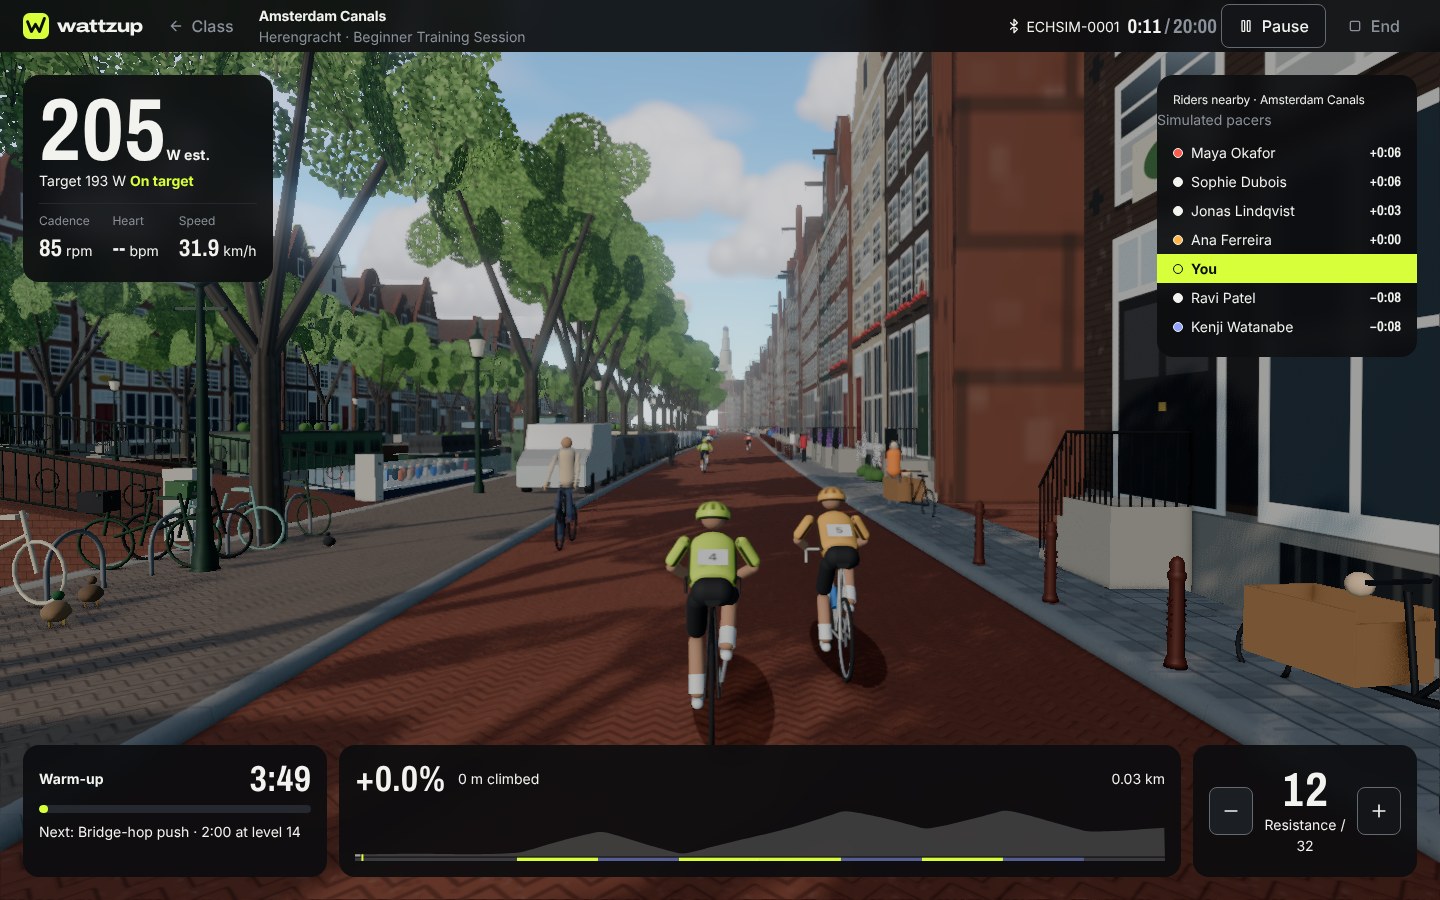 wattzup
Class
Amsterdam Canals
Herengracht · Beginner Training Session
ECHSIM-0001 0:11 / 20:00
Pause
End
205 W est.
Target 193 W On target
Cadence Heart Speed
85 rpm -- bpm 31.9 km/h
Riders nearby · Amsterdam Canals
Simulated pacers
Maya Okafor +0:06
Sophie Dubois +0:06
Jonas Lindqvist +0:03
Ana Ferreira +0:00
You
Ravi Patel −0:08
Kenji Watanabe −0:08
4
5
Warm-up 3:49
Next: Bridge-hop push · 2:00 at level 14
+0.0% 0 m climbed 0.03 km
− 12 +
Resistance /
32